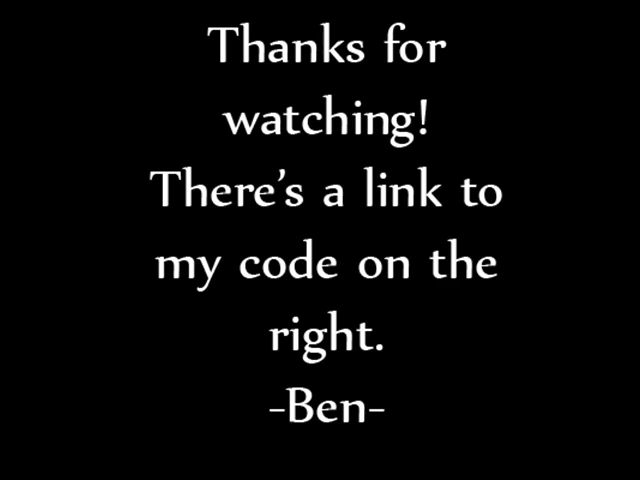 Thanks for
watching!
There’s a link to
my code on the
right.
-Ben-